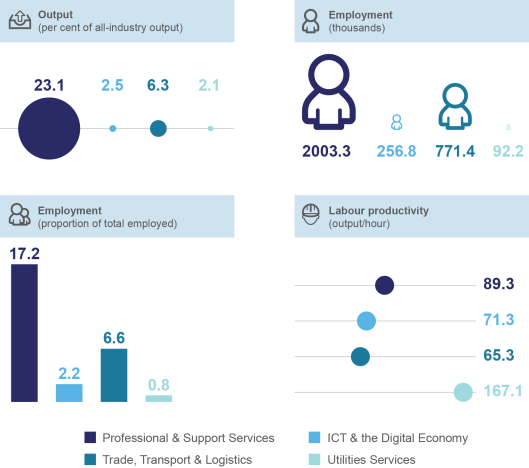 Output
(per cent of all-industry output)
23.1 2.5 6.3 2.1
Employment
(thousands)
2003.3 256.8 771.4 92.2
Employment
(proportion of total employed)
17.2
2.2
6.6
0.8
Labour productivity
(output/hour)
89.3
71.3
65.3
167.1
Professional & Support Services
ICT & the Digital Economy
Trade, Transport & Logistics
Utilities Services